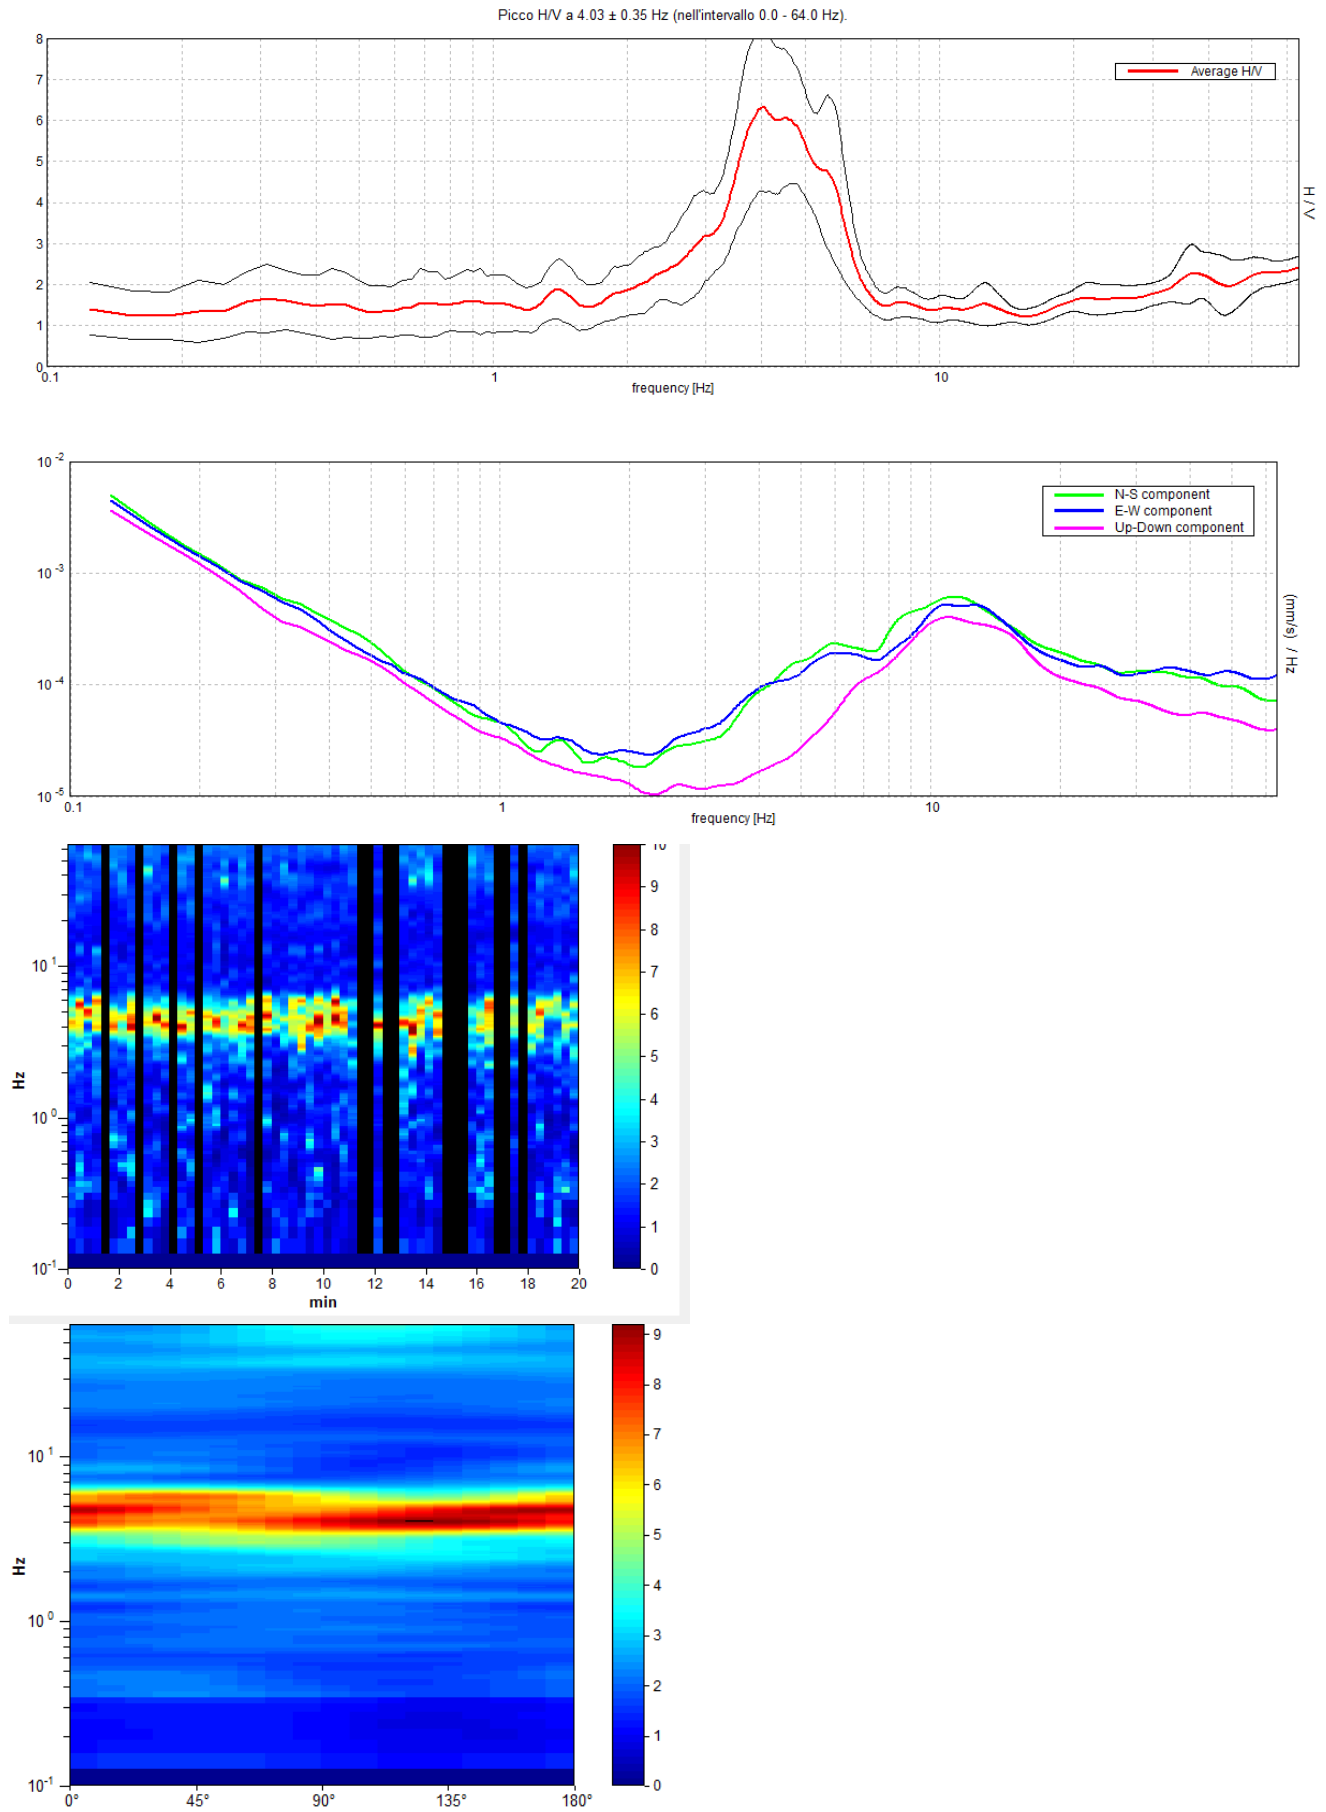 Picco H/V a 4.03 ± 0.35 Hz (nell'intervallo 0.0 - 64.0 Hz).
8
7
6
5
4
3
2
1
0
Average H/V
H / V
0.1 1 10
frequency [Hz]
10 -2
10 -3
10 -4
10 -5
N-S component
E-W component
Up-Down component
(mm/s) / Hz
0.1 1 10
frequency [Hz]
10 1
10 0
10 -1
Hz
0 2 4 6 8 10 12 14 16 18 20
min
10
9
8
7
6
5
4
3
2
1
0
10 1
10 0
10 -1
Hz
0° 45° 90° 135° 180°
9
8
7
6
5
4
3
2
1
0